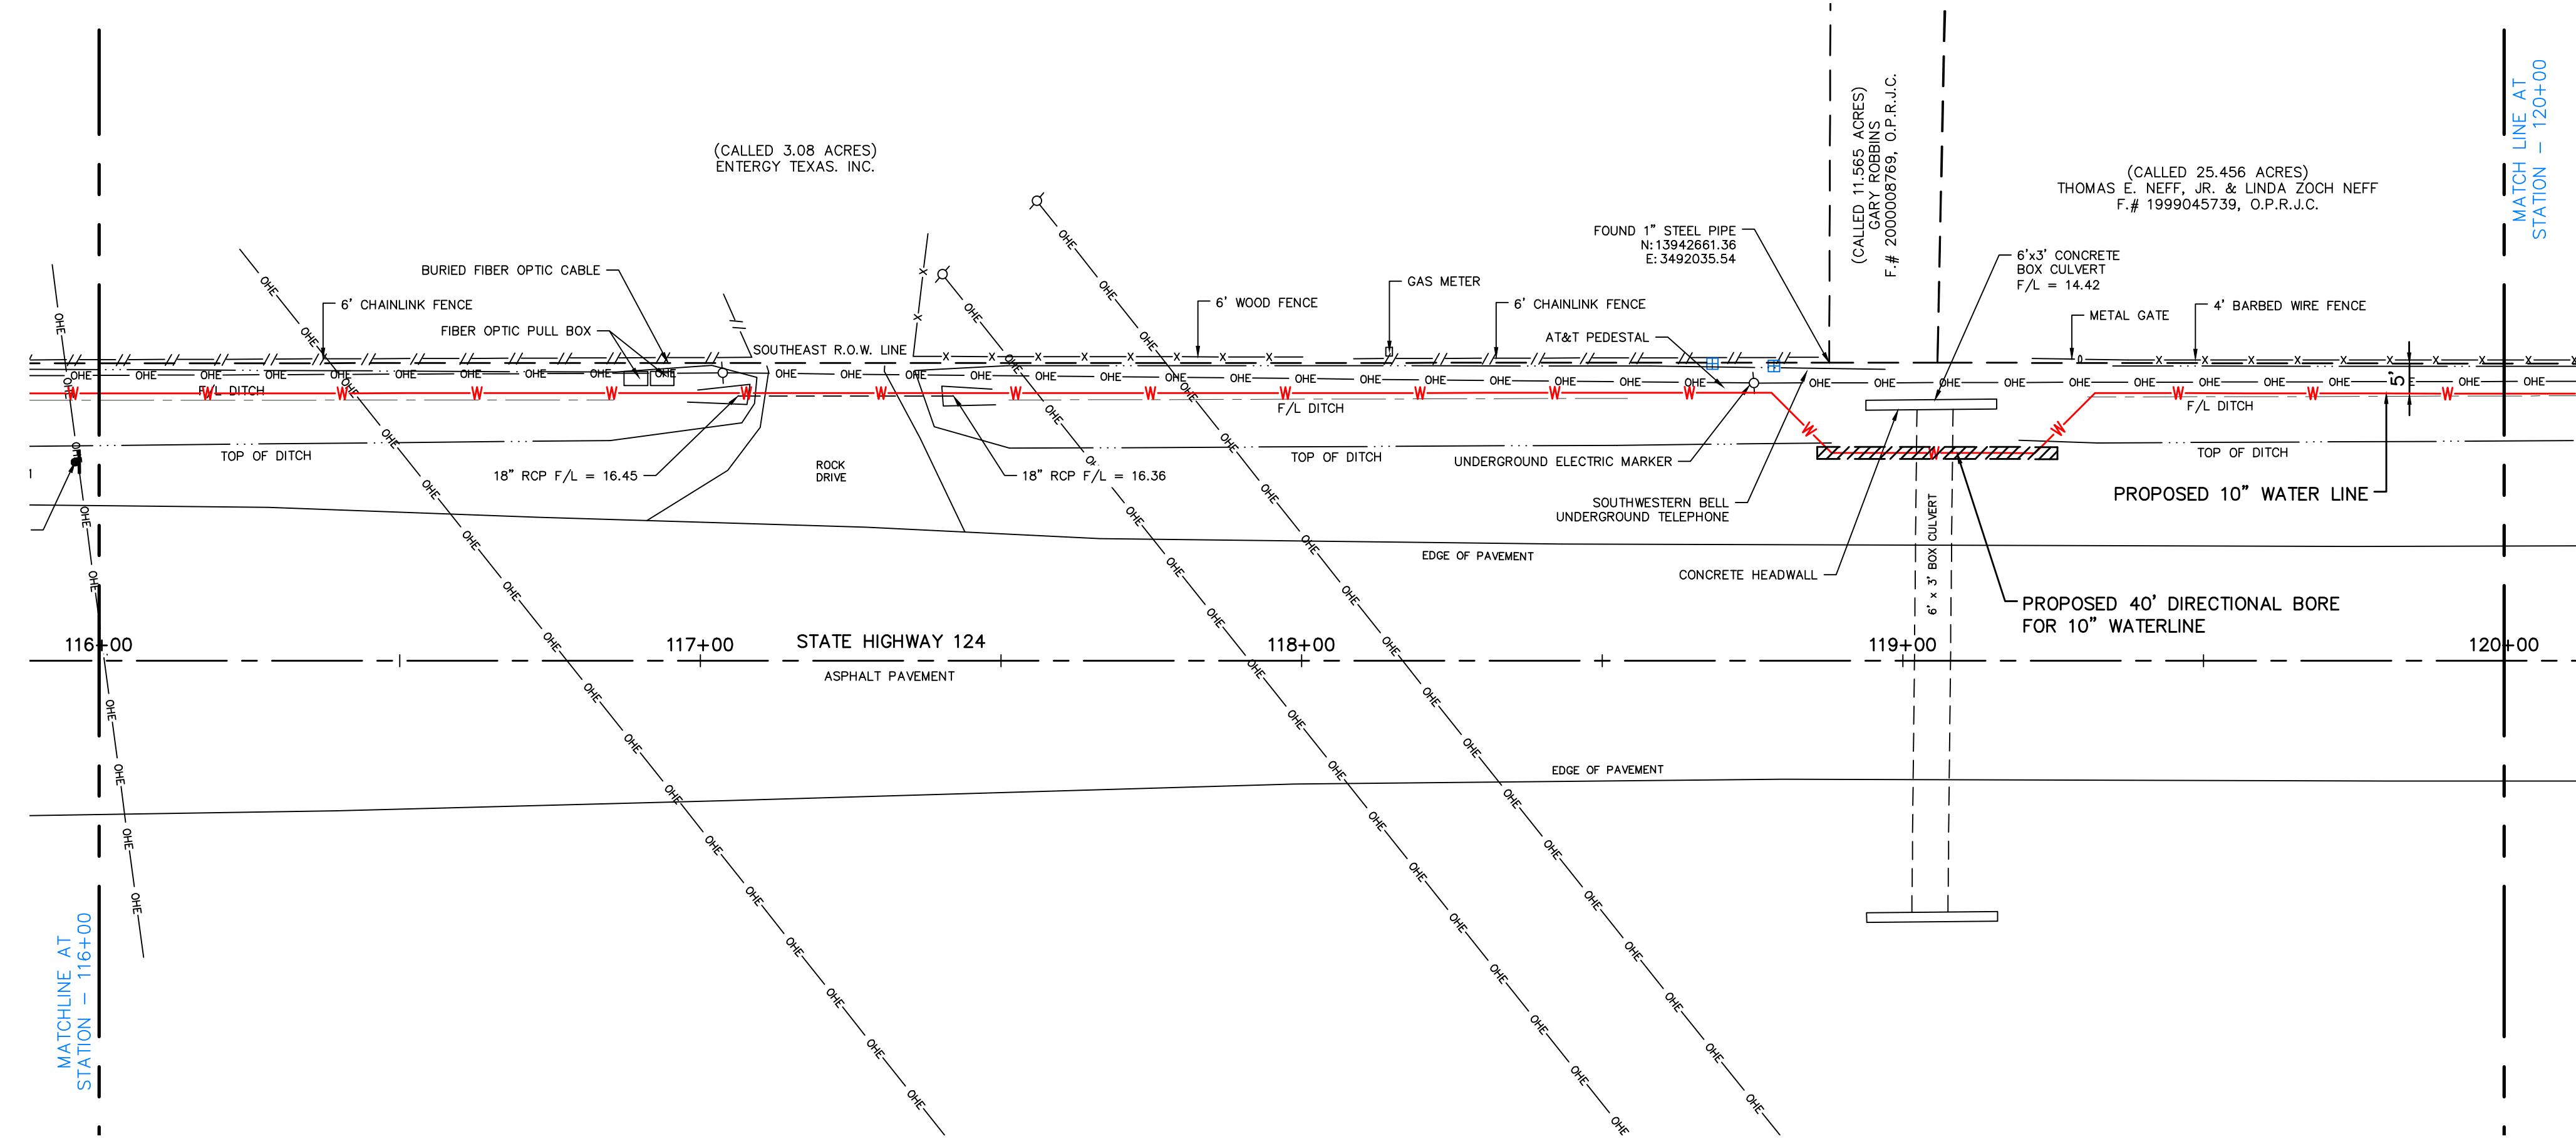 MATCH LINE AT
STATION - 120+00
(CALLED 3.08 ACRES)
ENTERGY TEXAS. INC.
(CALLED 11.565 ACRES)
GARY ROBBINS
F.# 2000008769, O.P.R.J.C.
(CALLED 25.456 ACRES)
THOMAS E. NEFF, JR. & LINDA ZOCH NEFF
F.# 1999045739, O.P.R.J.C.
FOUND 1" STEEL PIPE
N:13942661.36
E:3492035.54
6'x3' CONCRETE
BOX CULVERT
F/L = 14.42
BURIED FIBER OPTIC CABLE
6' CHAINLINK FENCE
FIBER OPTIC PULL BOX
6' WOOD FENCE
GAS METER
6' CHAINLINK FENCE
AT&T PEDESTAL
METAL GATE
4' BARBED WIRE FENCE
SOUTHEAST R.O.W. LINE
5'
F/L DITCH
F/L DITCH
F/L DITCH
TOP OF DITCH
18" RCP F/L = 16.45
ROCK
DRIVE
18" RCP F/L = 16.36
TOP OF DITCH
UNDERGROUND ELECTRIC MARKER
TOP OF DITCH
SOUTHWESTERN BELL
UNDERGROUND TELEPHONE
PROPOSED 10" WATER LINE
EDGE OF PAVEMENT
CONCRETE HEADWALL
6' x 3' BOX CULVERT
PROPOSED 40' DIRECTIONAL BORE
FOR 10" WATERLINE
116+00
117+00
STATE HIGHWAY 124
118+00
119+00
120+00
ASPHALT PAVEMENT
EDGE OF PAVEMENT
MATCHLINE AT
STATION - 116+00
OHE
W